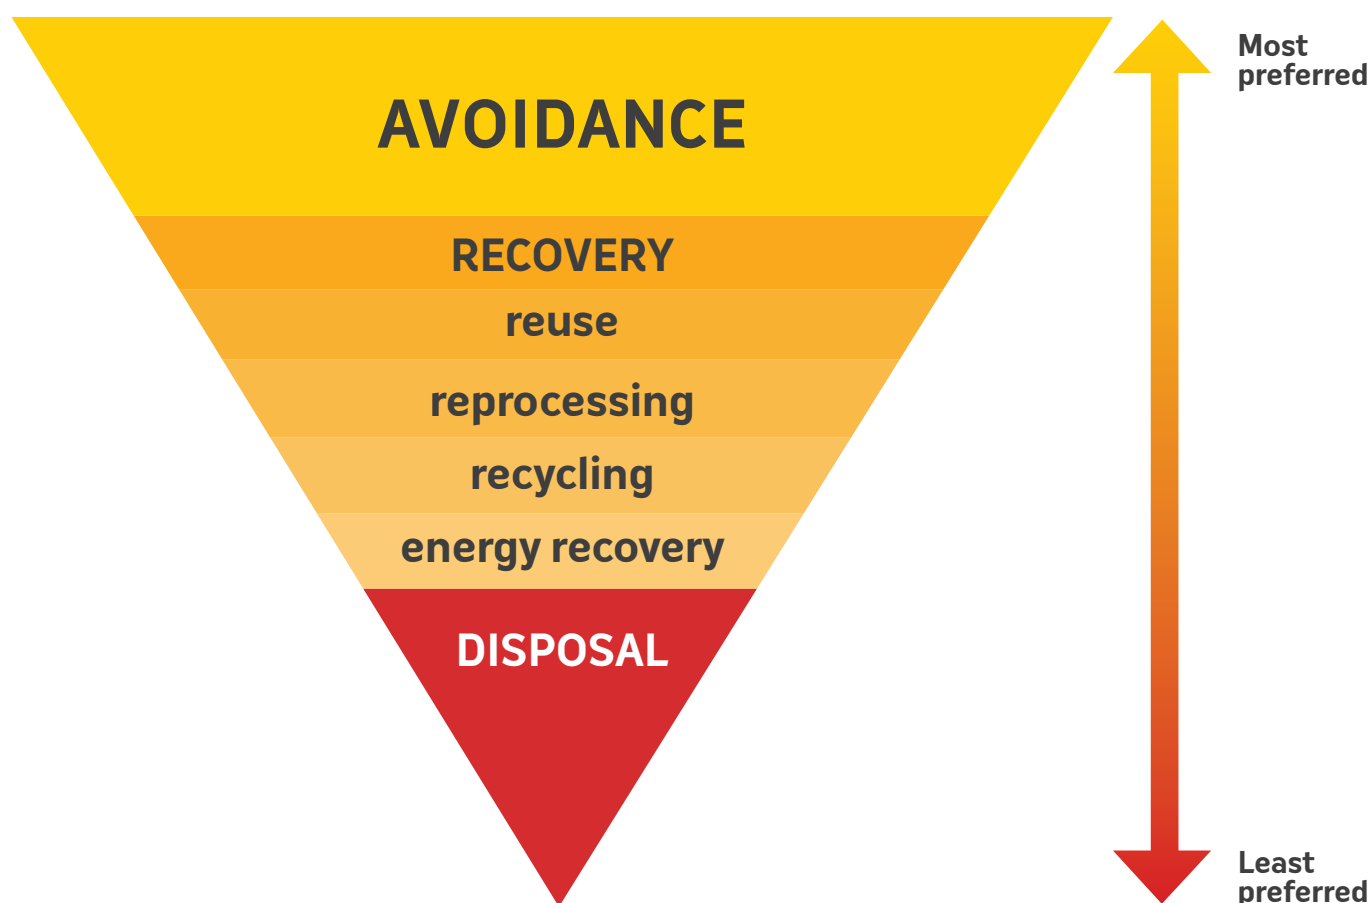 AVOIDANCE
RECOVERY
reuse
reprocessing
recycling
energy recovery
DISPOSAL
Most
preferred
Least
preferred